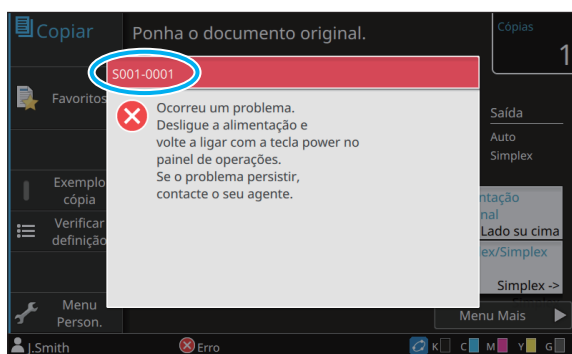 Copiar
Ponha o documento original.
Cópias
1
S001-0001
Favoritos
Ocorreu um problema.
Desligue a alimentação e
volte a ligar com a tecla power no
painel de operações.
Se o problema persistir,
contacte o seu agente.
Saída
Auto
Simplex
Exemplo
cópia
Verificar
definição
Lado su cima
Simplex ->
Menu
Person.
Menu Mais
J.Smith
Erro
K C M Y G